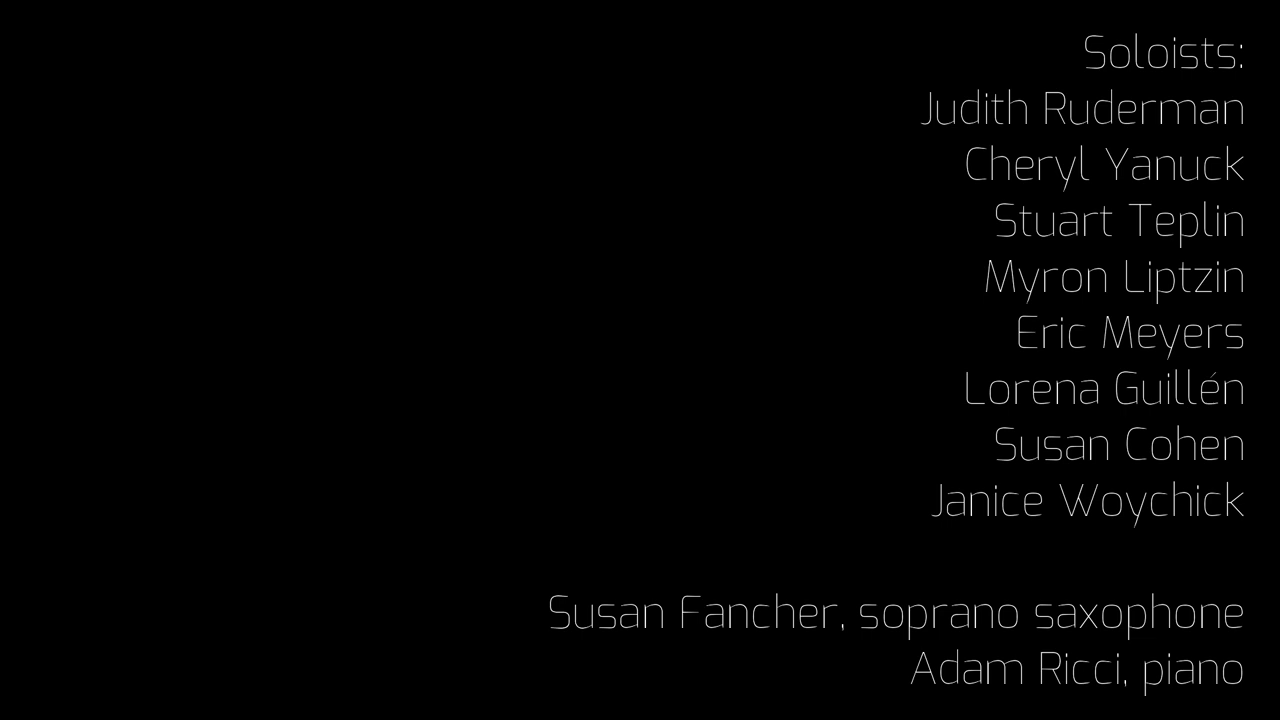 Soloists:
Judith Ruderman
Cheryl Yanuck
Stuart Teplin
Myron Liptzin
Eric Meyers
Lorena Guillén
Susan Cohen
Janice Woychick
Susan Fancher, soprano saxophone
Adam Ricci, piano